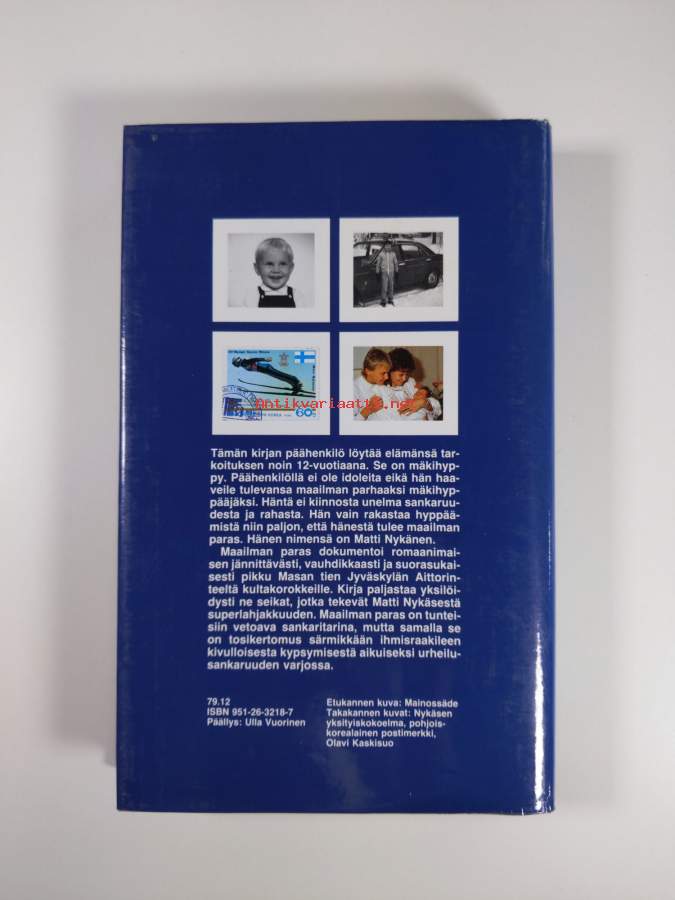 Antikvariaatti.net
60
Tämän kirjan päähenkilö löytää elämänsä tar-
koituksen noin 12-vuotiaana. Se on mäkihyp-
py. Päähenkilöllä ei ole idoleita eikä hän haa-
veile tulevansa maailman parhaaksi mäkihyp-
pääjäksi. Häntä ei kiinnosta unelma sankaruu-
desta ja rahasta. Hän vain rakastaa hyppää-
mistä niin paljon, että hänestä tulee maailman
paras. Hänen nimensä on Matti Nykänen.
Maailman paras dokumentoi romaanimai-
sen jännittävästi, vauhdikkaasti ja suorasukai-
sesti pikku Masan tien Jyväskylän Aittorin-
teeltä kultakorokkeille. Kirja paljastaa yksilöi-
dysti ne seikat, jotka tekevät Matti Nykäsestä
superlahjakkuuden. Maailman paras on tuntei-
siin vetoava sankaritarina, mutta samalla se
on tosikertomus särmikkään ihmisraakileen
kivulloisesta kypsymisestä aikuiseksi urheilu-
sankaruuden varjossa.
79.12
ISBN 951-26-3218-7
Päällys: Ulla Vuorinen
Etukannen kuva: Mainossäde
Takakannen kuvat: Nykäsen
yksityiskokoelma, pohjois-
korealainen postimerkki,
Olavi Kaskisuo